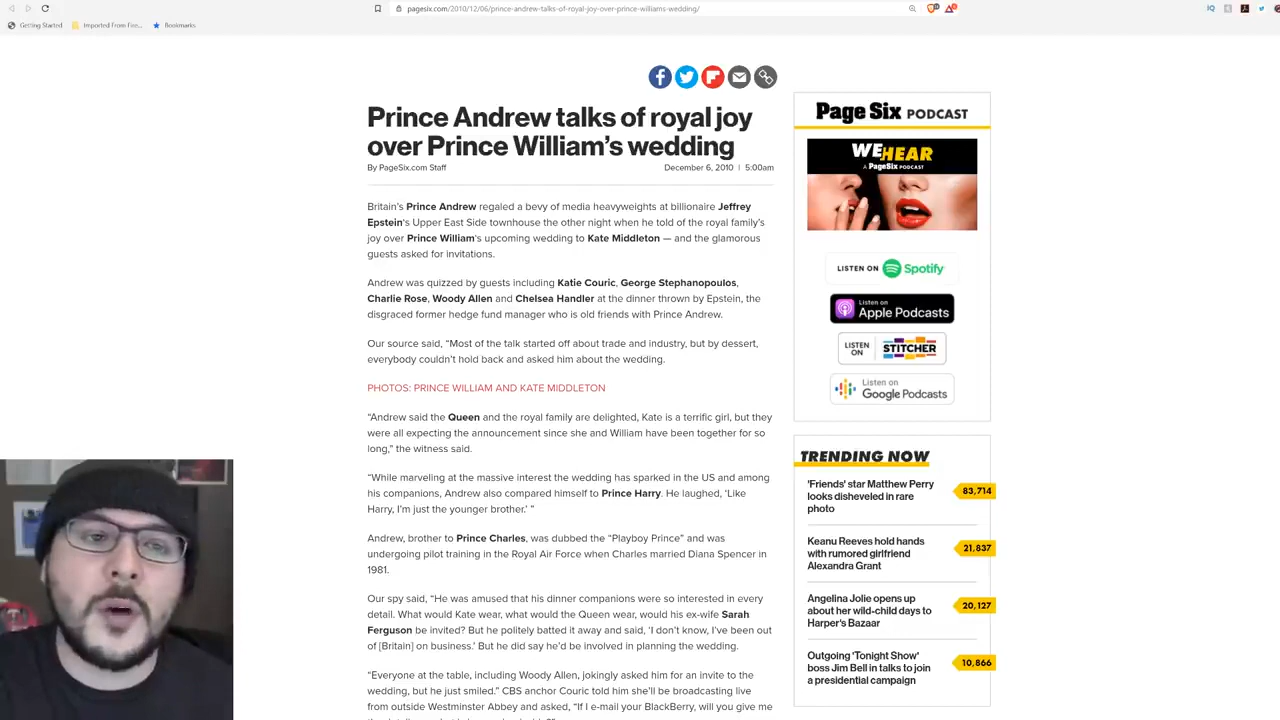 pagesix.com/2010/12/06/prince-andrew-talks-of-royal-joy-over-prince-williams-wedding/
Getting Started
Imported From Fire...
Bookmarks
Prince Andrew talks of royal joy
over Prince William's wedding
By PageSix.com Staff
December 6, 2010 | 5:00am
Britain's Prince Andrew regaled a bevy of media heavyweights at billionaire Jeffrey
Epstein's Upper East Side townhouse the other night when he told of the royal family's
joy over Prince William's upcoming wedding to Kate Middleton — and the glamorous
guests asked for invitations.
Andrew was quizzed by guests including Katie Couric, George Stephanopoulos,
Charlie Rose, Woody Allen and Chelsea Handler at the dinner thrown by Epstein, the
disgraced former hedge fund manager who is old friends with Prince Andrew.
Our source said, “Most of the talk started off about trade and industry, but by dessert,
everybody couldn't hold back and asked him about the wedding.
PHOTOS: PRINCE WILLIAM AND KATE MIDDLETON
“Andrew said the Queen and the royal family are delighted, Kate is a terrific girl, but they
were all expecting the announcement since she and William have been together for so
long,” the witness said.
“While marveling at the massive interest the wedding has sparked in the US and among
his companions, Andrew also compared himself to Prince Harry. He laughed, ‘Like
Harry, I'm just the younger brother.’ ”
Andrew, brother to Prince Charles, was dubbed the “Playboy Prince” and was
undergoing pilot training in the Royal Air Force when Charles married Diana Spencer in
1981.
Our spy said, “He was amused that his dinner companions were so interested in every
detail. What would Kate wear, what would the Queen wear, would his ex-wife Sarah
Ferguson be invited? But he politely batted it away and said, ‘I don't know, I've been out
of [Britain] on business.’ But he did say he'd be involved in planning the wedding.
“Everyone at the table, including Woody Allen, jokingly asked him for an invite to the
wedding, but he just smiled.” CBS anchor Couric told him she'll be broadcasting live
from outside Westminster Abbey and asked, “If I e-mail your BlackBerry, will you give me
Page Six PODCAST
WE HEAR
A PageSix PODCAST
LISTEN ON Spotify
Listen on
Apple Podcasts
LISTEN
ON STITCHER
Listen on
Google Podcasts
TRENDING NOW
'Friends' star Matthew Perry
looks disheveled in rare
photo
83,714
Keanu Reeves hold hands
with rumored girlfriend
Alexandra Grant
21,837
Angelina Jolie opens up
about her wild-child days to
Harper's Bazaar
20,127
Outgoing 'Tonight Show'
boss Jim Bell in talks to join
a presidential campaign
10,866